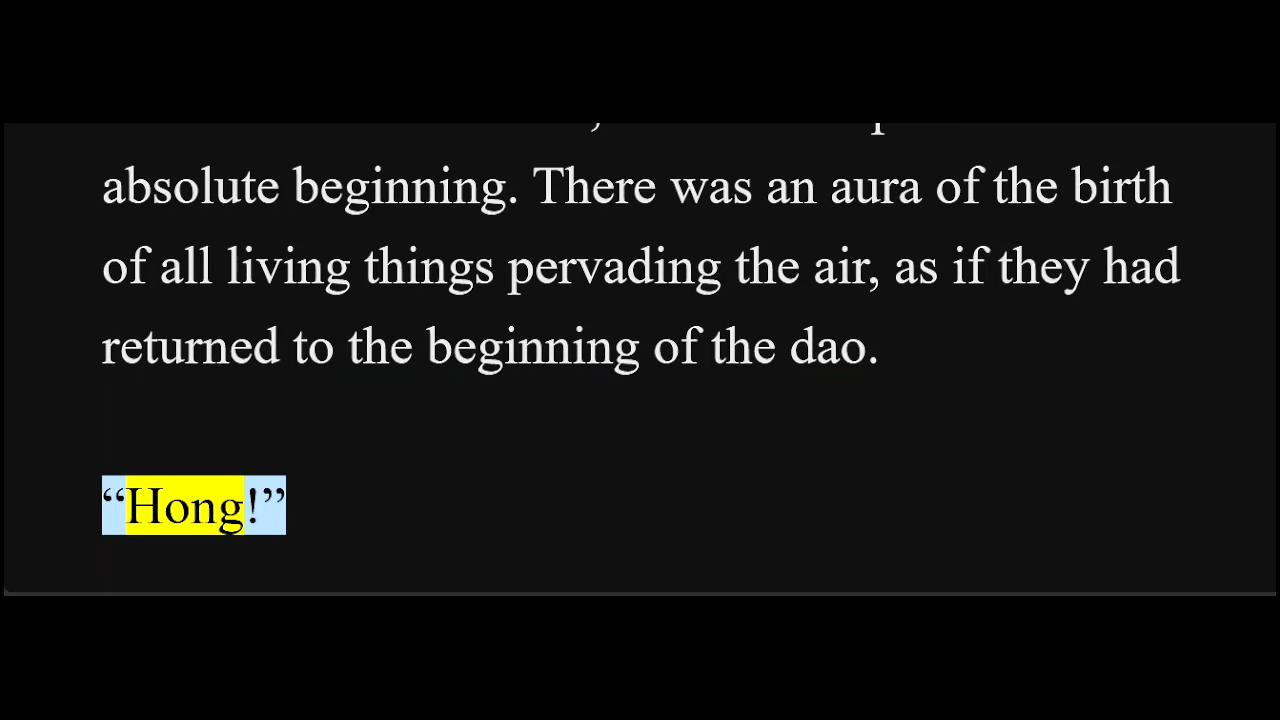 absolute beginning. There was an aura of the birth
of all living things pervading the air, as if they had
returned to the beginning of the dao.
“Hong!”